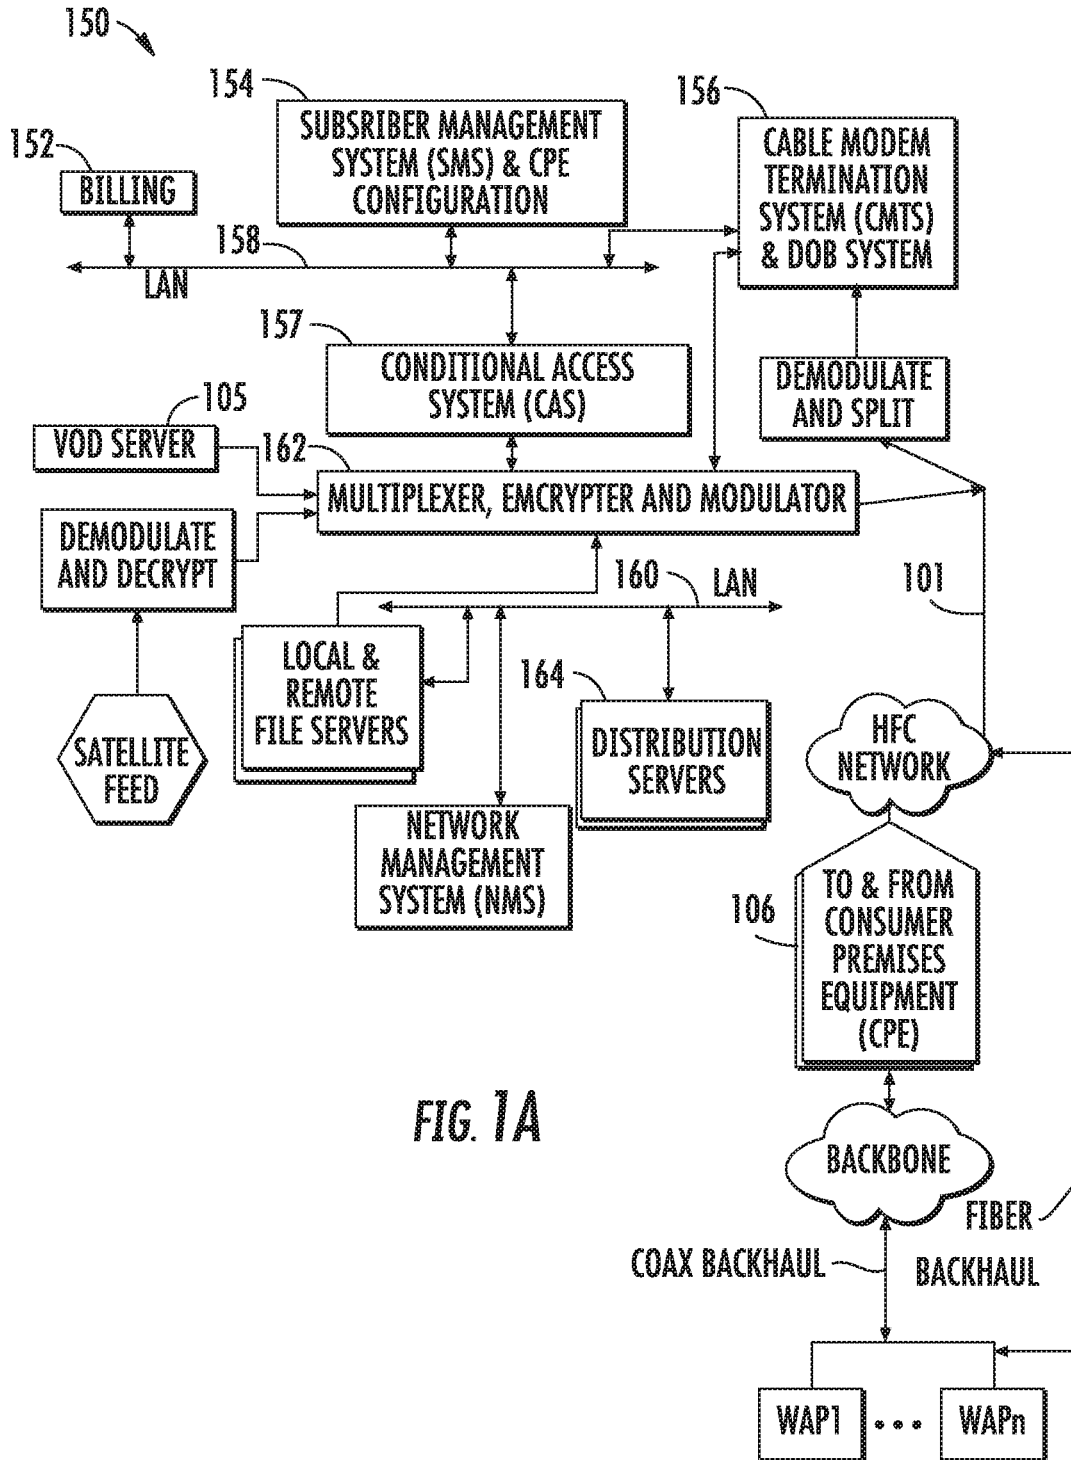 150
154
SUBSRIBER MANAGEMENT
SYSTEM (SMS) & CPE
CONFIGURATION
156
CABLE MODEM
TERMINATION
SYSTEM (CMTS)
& DOB SYSTEM
152
BILLING
158
LAN
157
CONDITIONAL ACCESS
SYSTEM (CAS)
DEMODULATE
AND SPLIT
105
VOD SERVER
162
MULTIPLEXER, EMCRYPTER AND MODULATOR
DEMODULATE
AND DECRYPT
160
LAN
101
LOCAL &
REMOTE
FILE SERVERS
164
DISTRIBUTION
SERVERS
SATELLITE
FEED
HFC
NETWORK
NETWORK
MANAGEMENT
SYSTEM (NMS)
106
TO & FROM
CONSUMER
PREMISES
EQUIPMENT
(CPE)
FIG. 1A
BACKBONE
FIBER
BACKHAUL
COAX BACKHAUL
WAP1
•••
WAPn